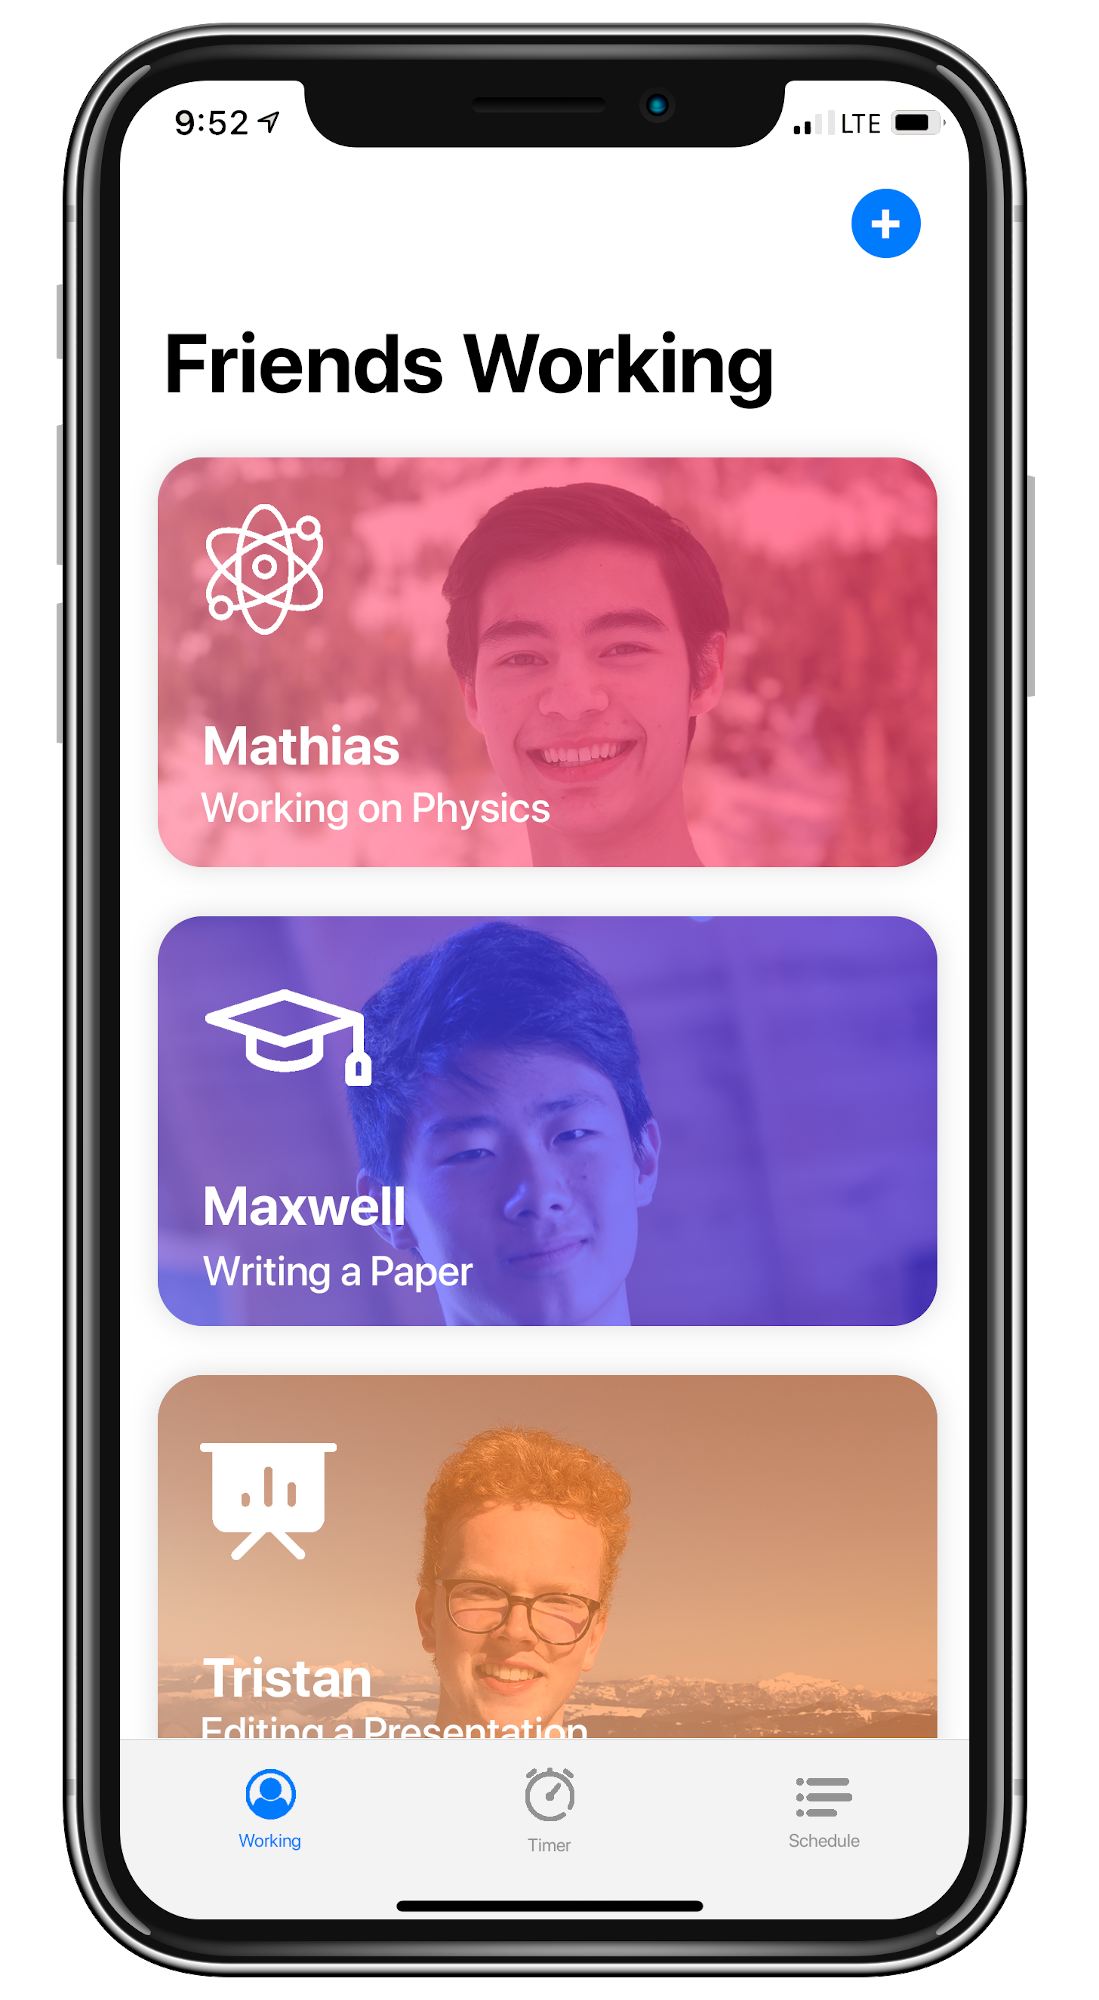 9:52 LTE
Friends Working
Mathias
Working on Physics
Maxwell
Writing a Paper
Tristan
Editing a Presentation
Working Timer Schedule